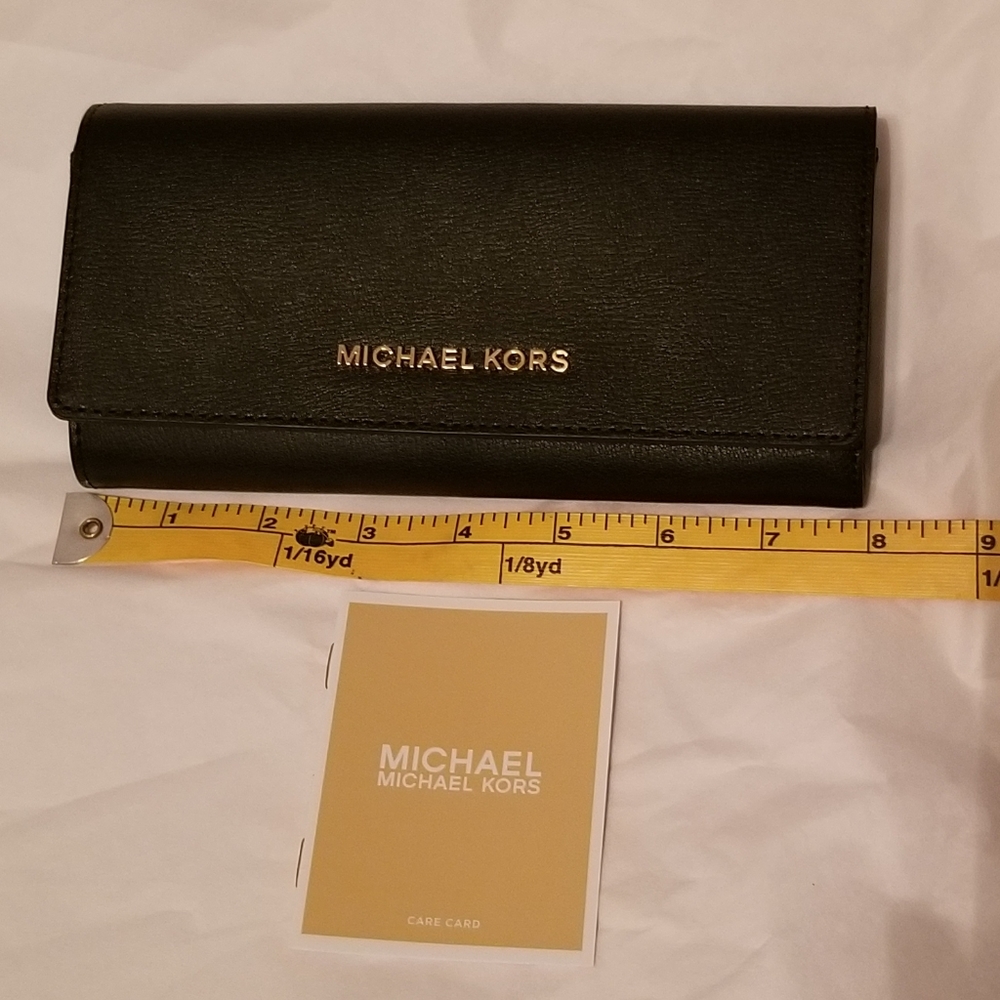 MICHAEL KORS
1 2 3 4 5 6 7 8 9
1/16yd 1/8yd 1/
MICHAEL
MICHAEL KORS
CARE CARD